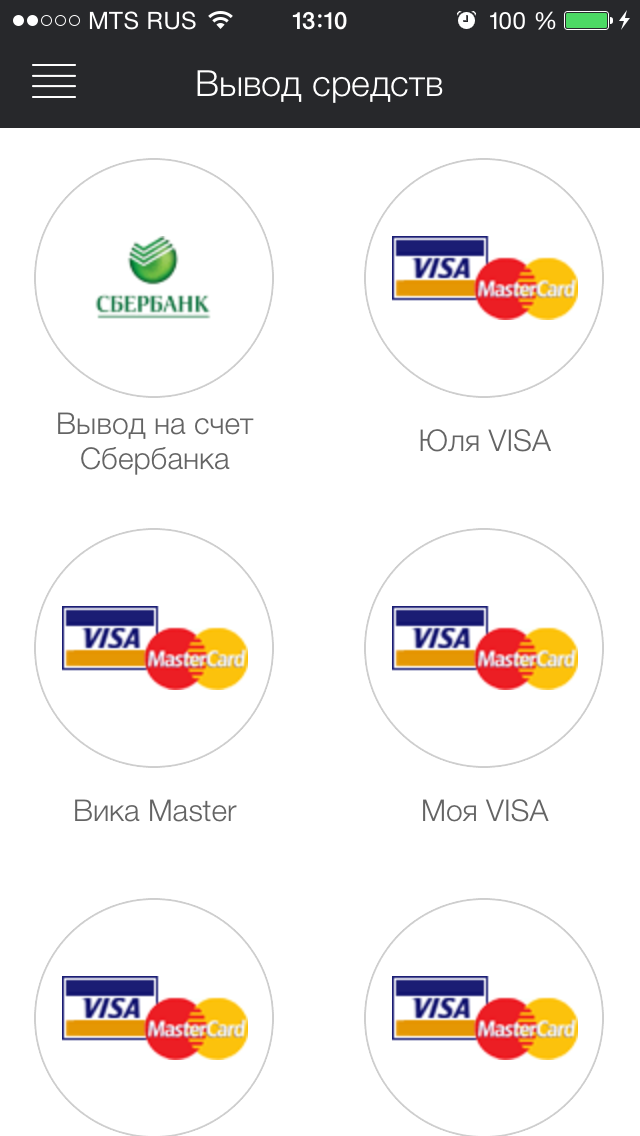 MTS RUS 13:10 100 %
Вывод средств
СБЕРБАНК
VISA MasterCard
Вывод на счет
Сбербанка
Юля VISA
VISA MasterCard
VISA MasterCard
Вика Master
Моя VISA
VISA MasterCard
VISA MasterCard